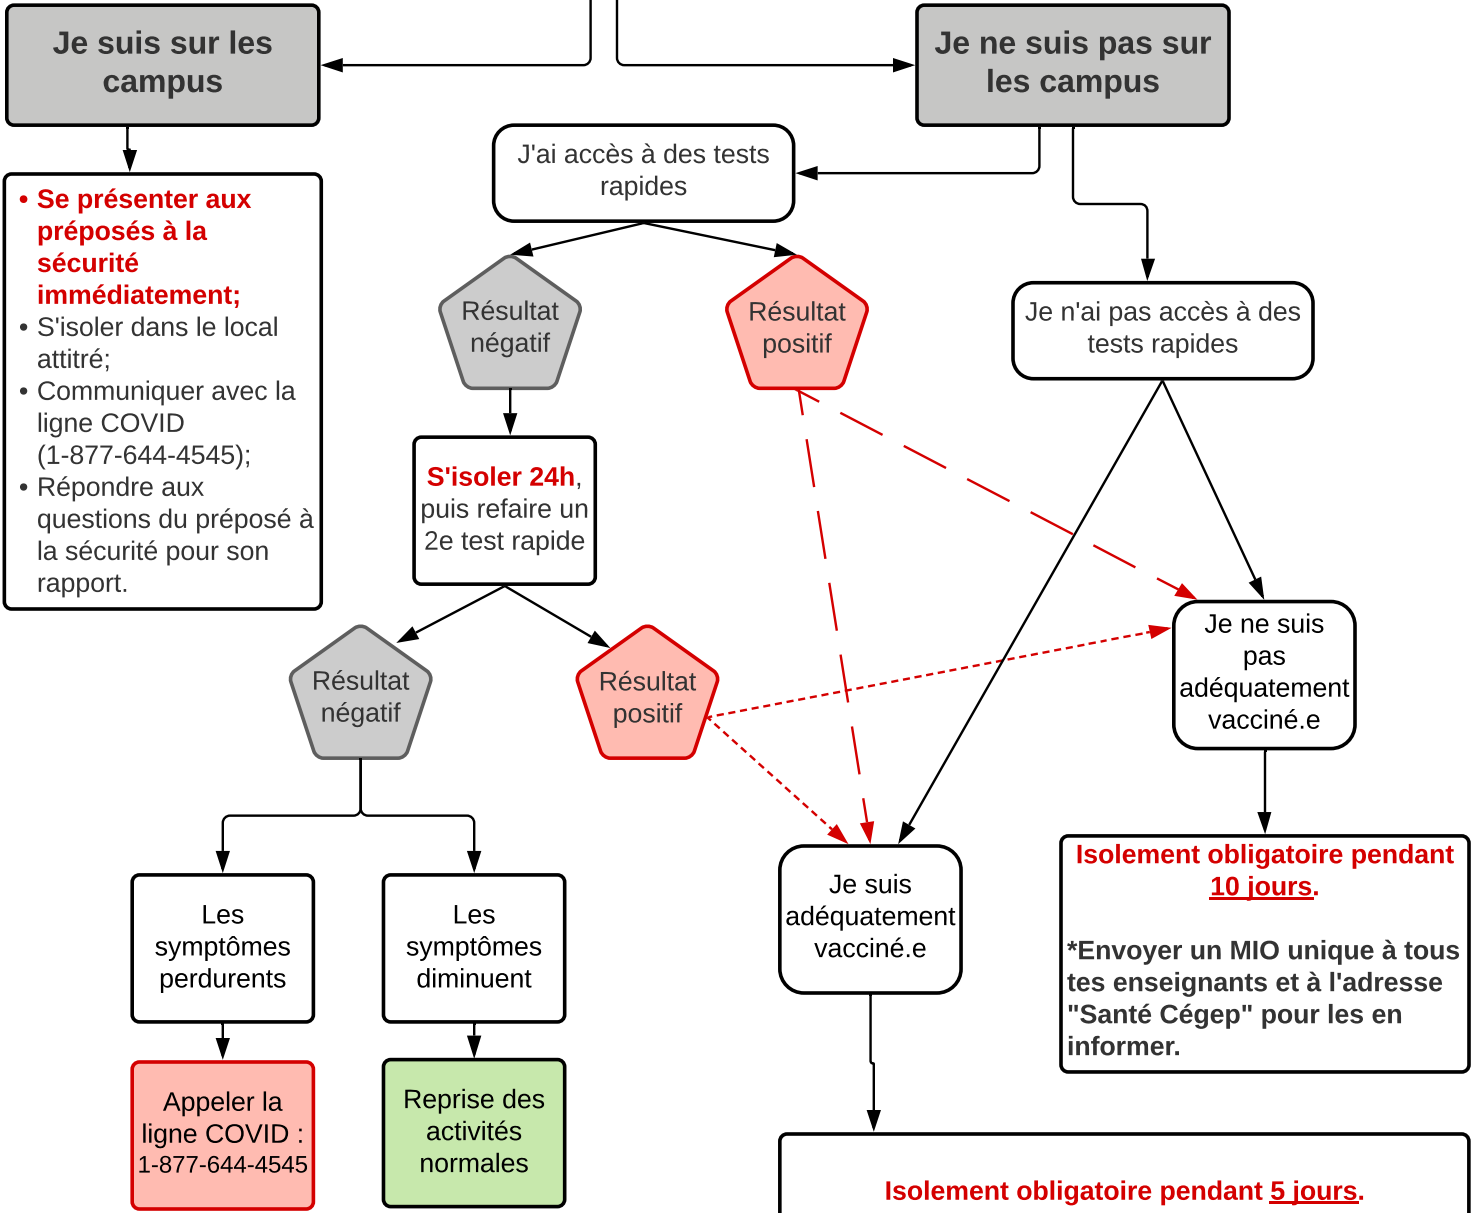 Je suis sur les
campus
Je ne suis pas sur
les campus
• Se présenter aux
préposés à la
sécurité
immédiatement;
• S'isoler dans le local
attitré;
• Communiquer avec la
ligne COVID
(1-877-644-4545);
• Répondre aux
questions du préposé à
la sécurité pour son
rapport.
J'ai accès à des tests
rapides
Je n'ai pas accès à des
tests rapides
Résultat
négatif
Résultat
positif
S'isoler 24h,
puis refaire un
2e test rapide
Résultat
négatif
Résultat
positif
Je ne suis
pas
adéquatement
vacciné.e
Les
symptômes
perdurents
Les
symptômes
diminuent
Je suis
adéquatement
vacciné.e
Isolement obligatoire pendant
10 jours.
*Envoyer un MIO unique à tous
tes enseignants et à l'adresse
"Santé Cégep" pour les en
informer.
Appeler la
ligne COVID :
1-877-644-4545
Reprise des
activités
normales
Isolement obligatoire pendant 5 jours.